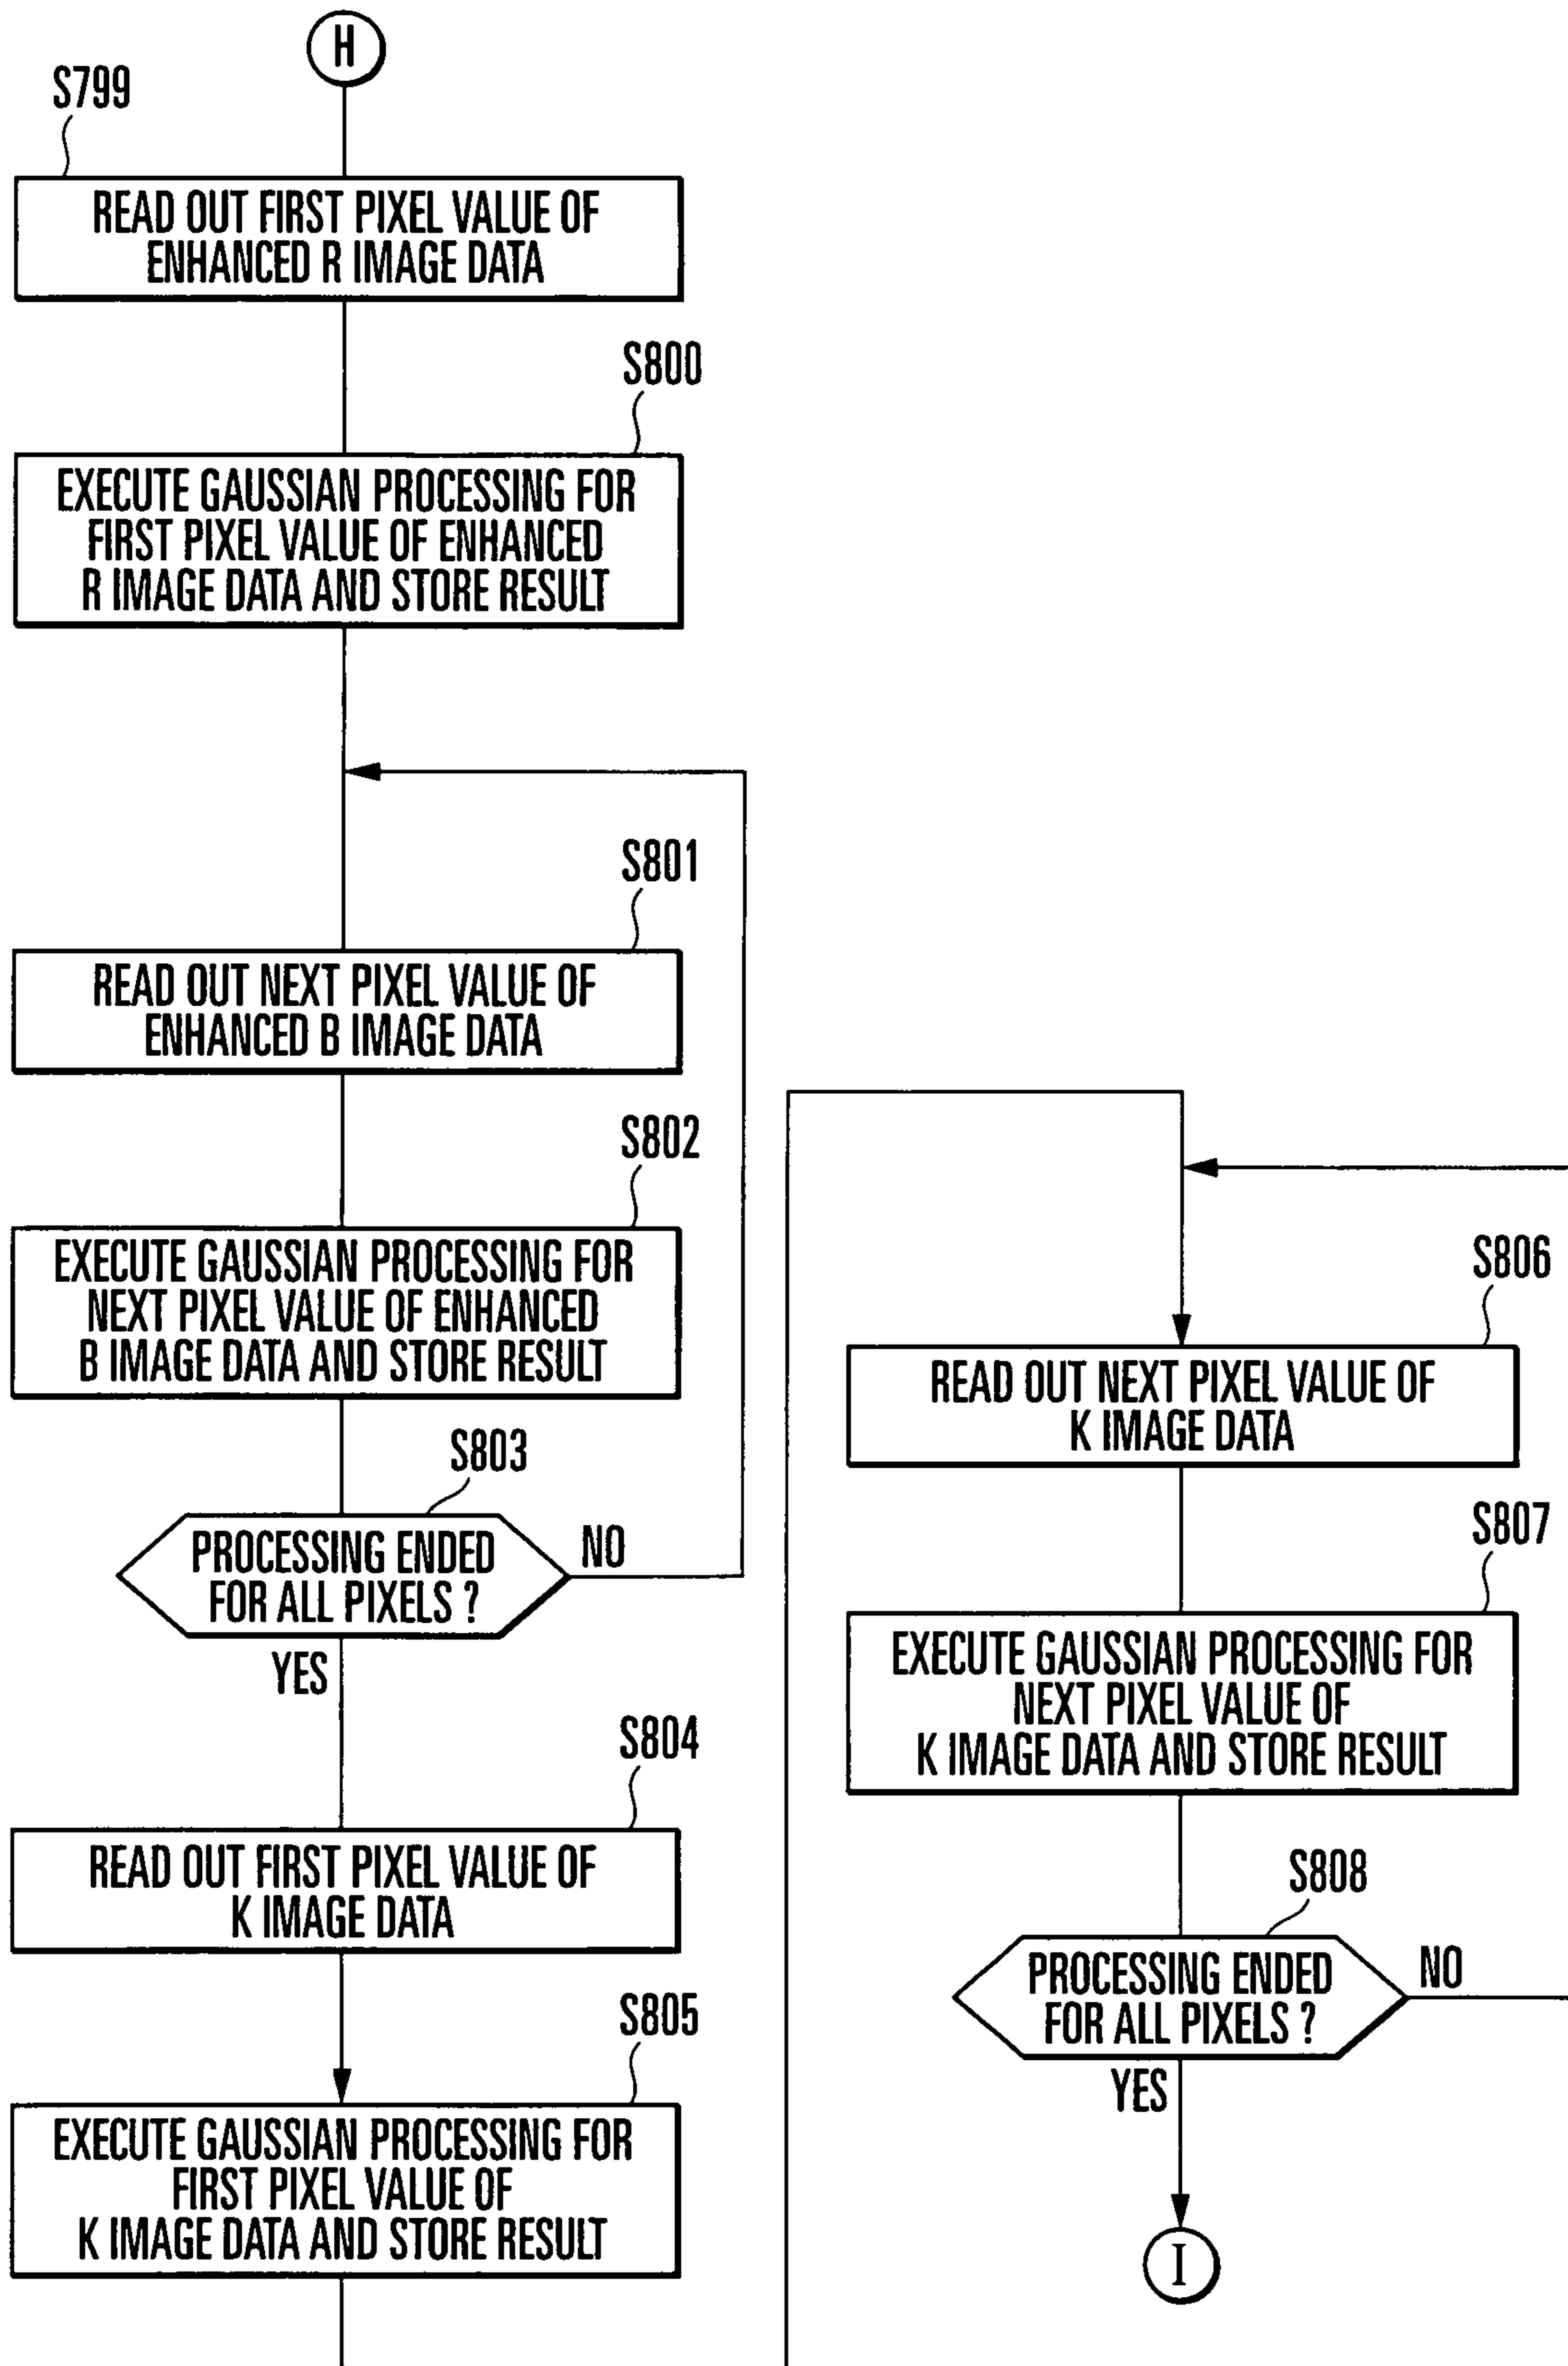 H
S799
READ OUT FIRST PIXEL VALUE OF
ENHANCED R IMAGE DATA
S800
EXECUTE GAUSSIAN PROCESSING FOR
FIRST PIXEL VALUE OF ENHANCED
R IMAGE DATA AND STORE RESULT
S801
READ OUT NEXT PIXEL VALUE OF
ENHANCED B IMAGE DATA
S802
EXECUTE GAUSSIAN PROCESSING FOR
NEXT PIXEL VALUE OF ENHANCED
B IMAGE DATA AND STORE RESULT
S803
PROCESSING ENDED
FOR ALL PIXELS ?
NO
YES
S804
READ OUT FIRST PIXEL VALUE OF
K IMAGE DATA
S805
EXECUTE GAUSSIAN PROCESSING FOR
FIRST PIXEL VALUE OF
K IMAGE DATA AND STORE RESULT
S806
READ OUT NEXT PIXEL VALUE OF
K IMAGE DATA
S807
EXECUTE GAUSSIAN PROCESSING FOR
NEXT PIXEL VALUE OF
K IMAGE DATA AND STORE RESULT
S808
PROCESSING ENDED
FOR ALL PIXELS ?
NO
YES
I